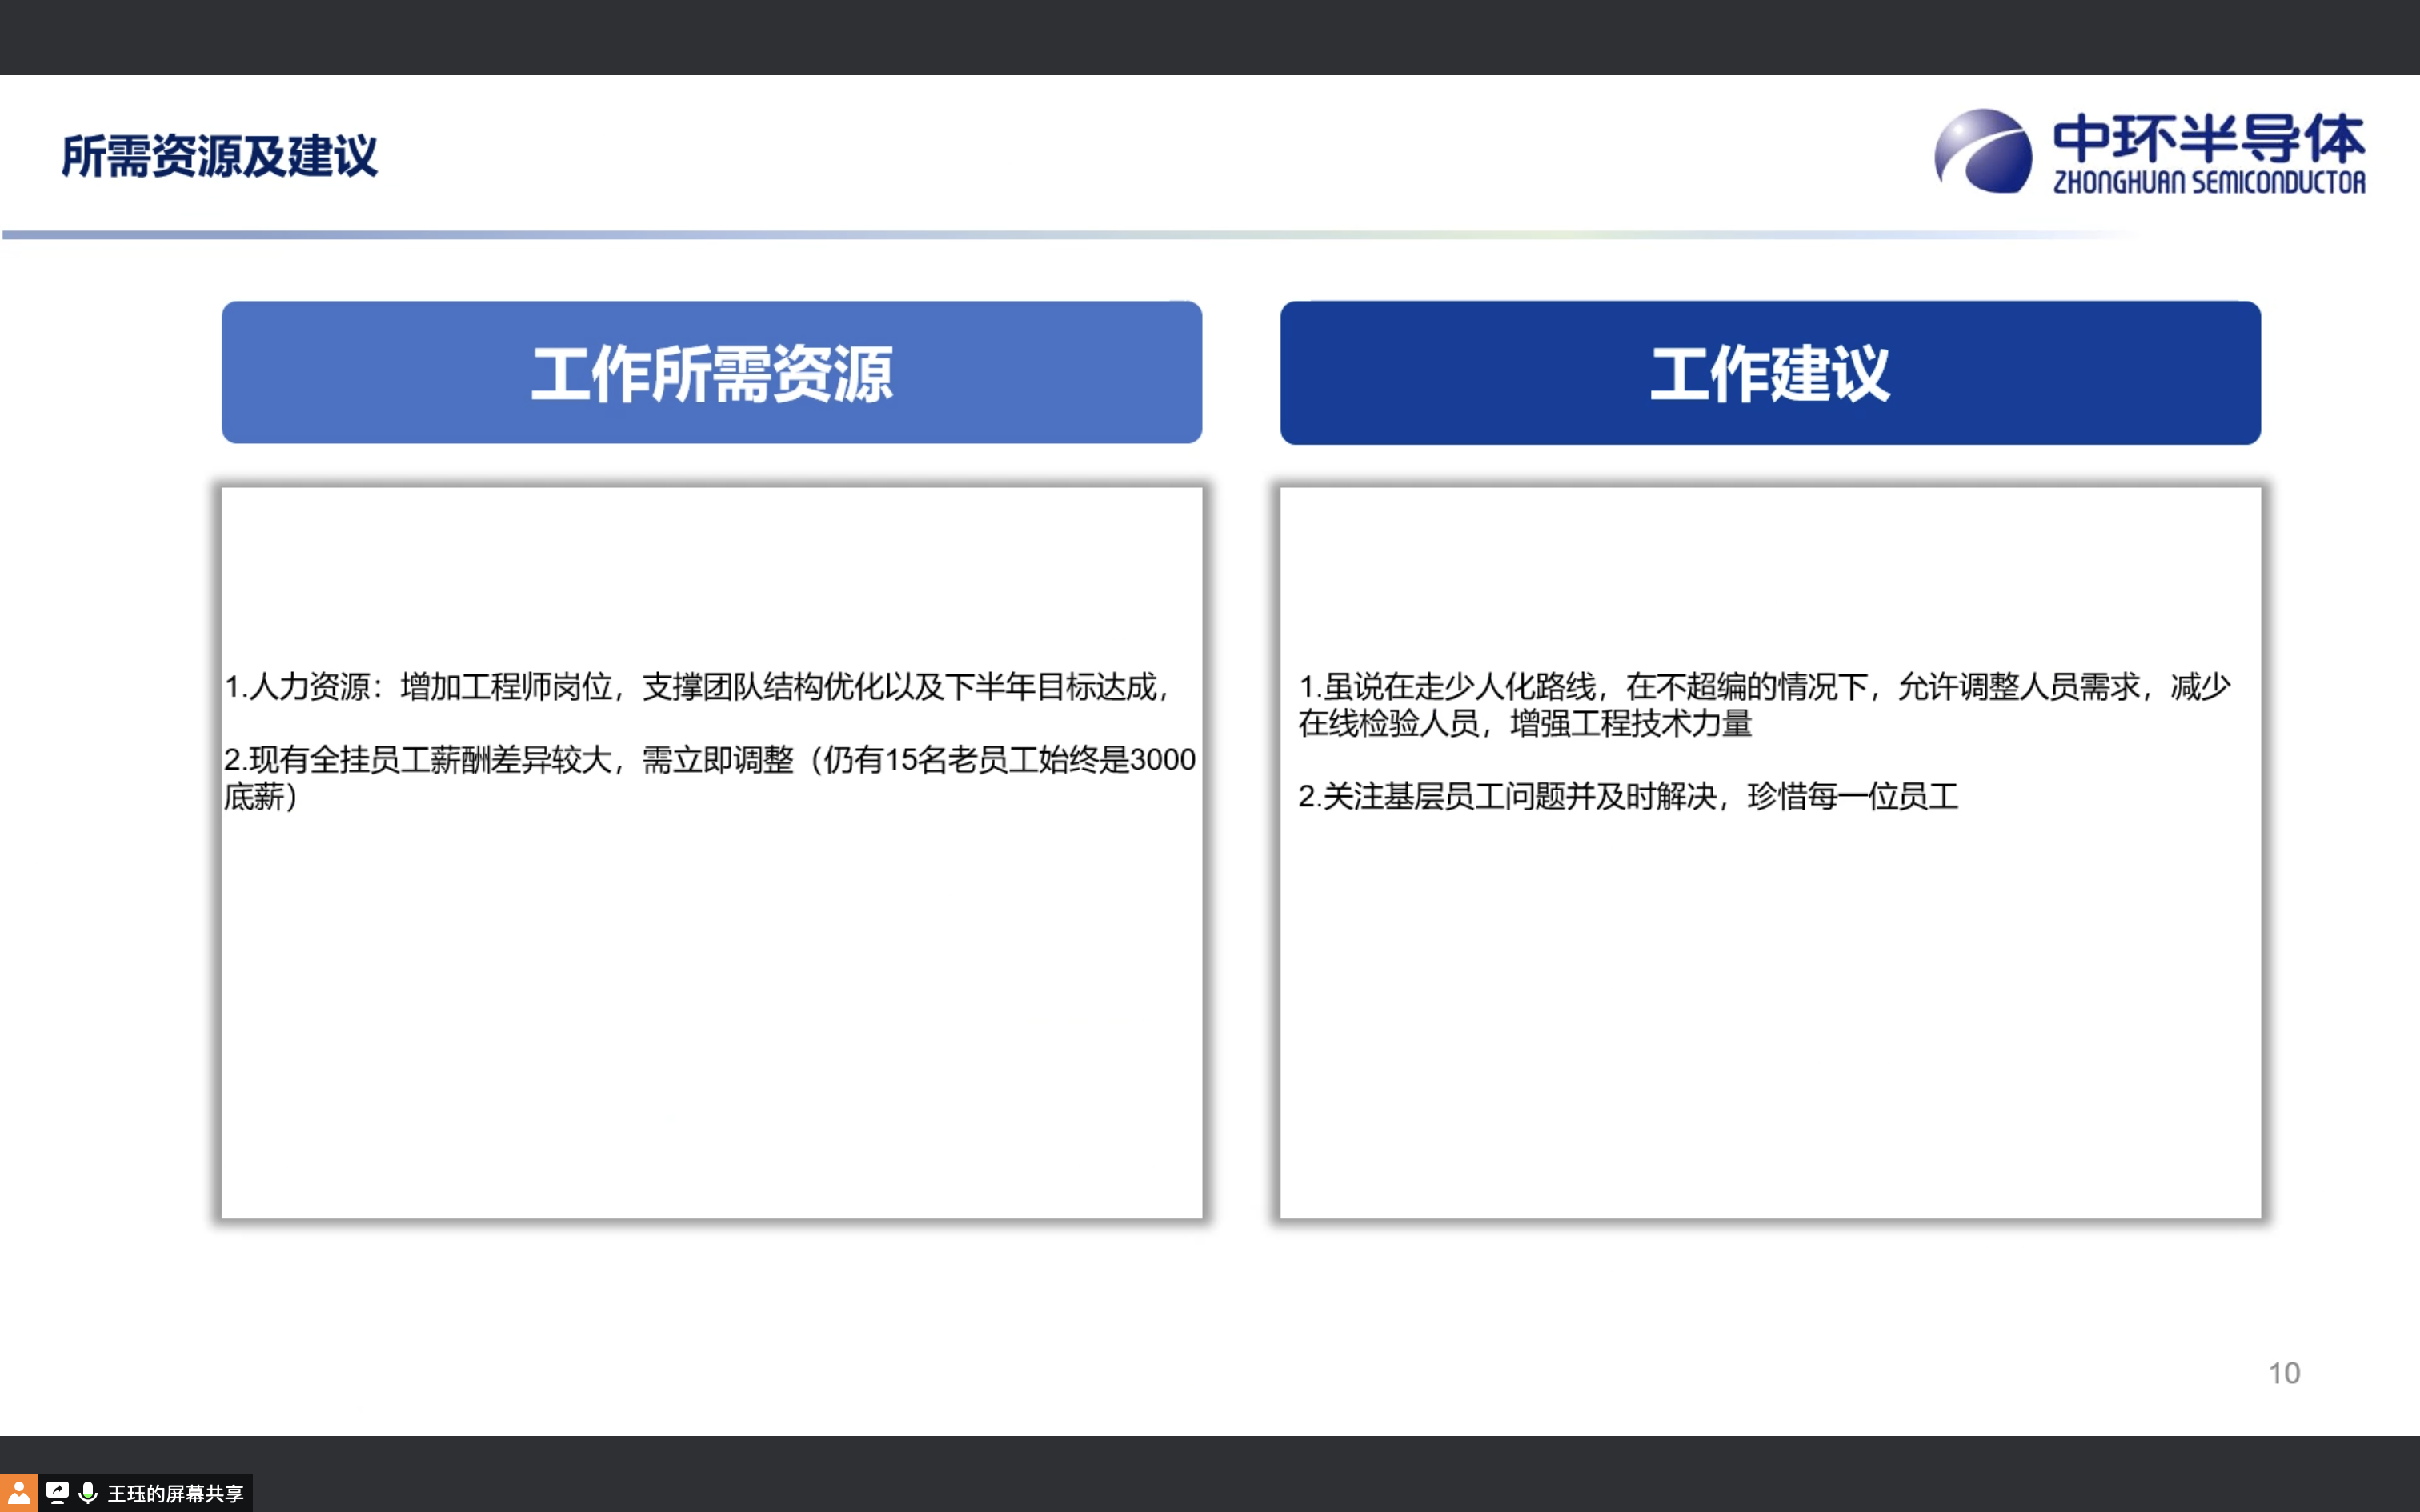 所需资源及建议
中环半导体
ZHONGHUAN SEMICONDUCTOR
工作所需资源
1.人力资源：增加工程师岗位，支撑团队结构优化以及下半年目标达成，
2.现有全挂员工薪酬差异较大，需立即调整（仍有15名老员工始终是3000
底薪）
工作建议
1.虽说在走少人化路线，在不超编的情况下，允许调整人员需求，减少
在线检验人员，增强工程技术力量
2.关注基层员工问题并及时解决，珍惜每一位员工
10
王珏的屏幕共享